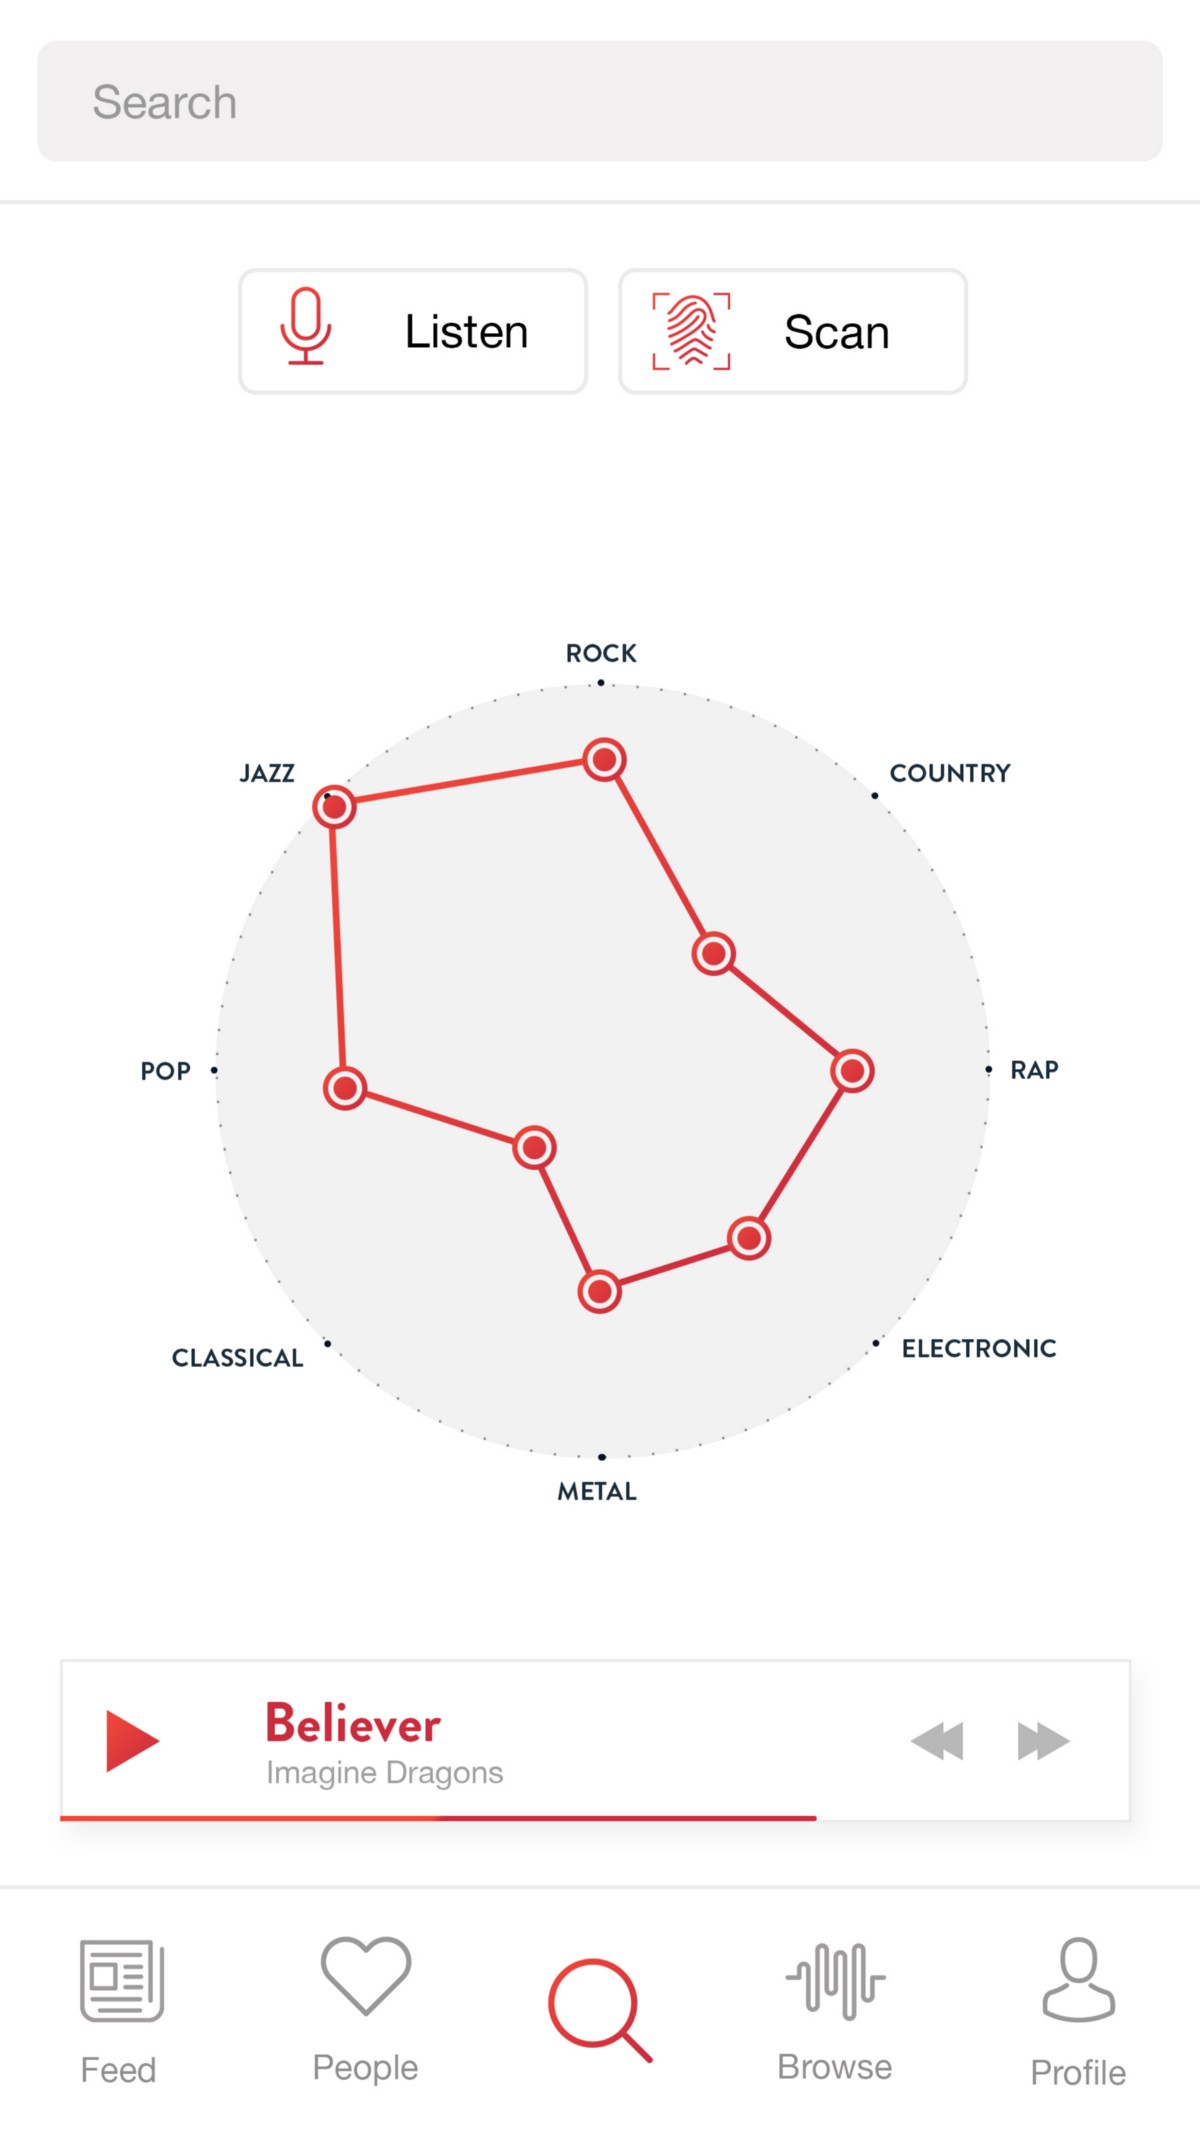 Search
Listen
Scan
ROCK
JAZZ
COUNTRY
POP
RAP
CLASSICAL
ELECTRONIC
METAL
Believer
Imagine Dragons
Feed
People
Browse
Profile